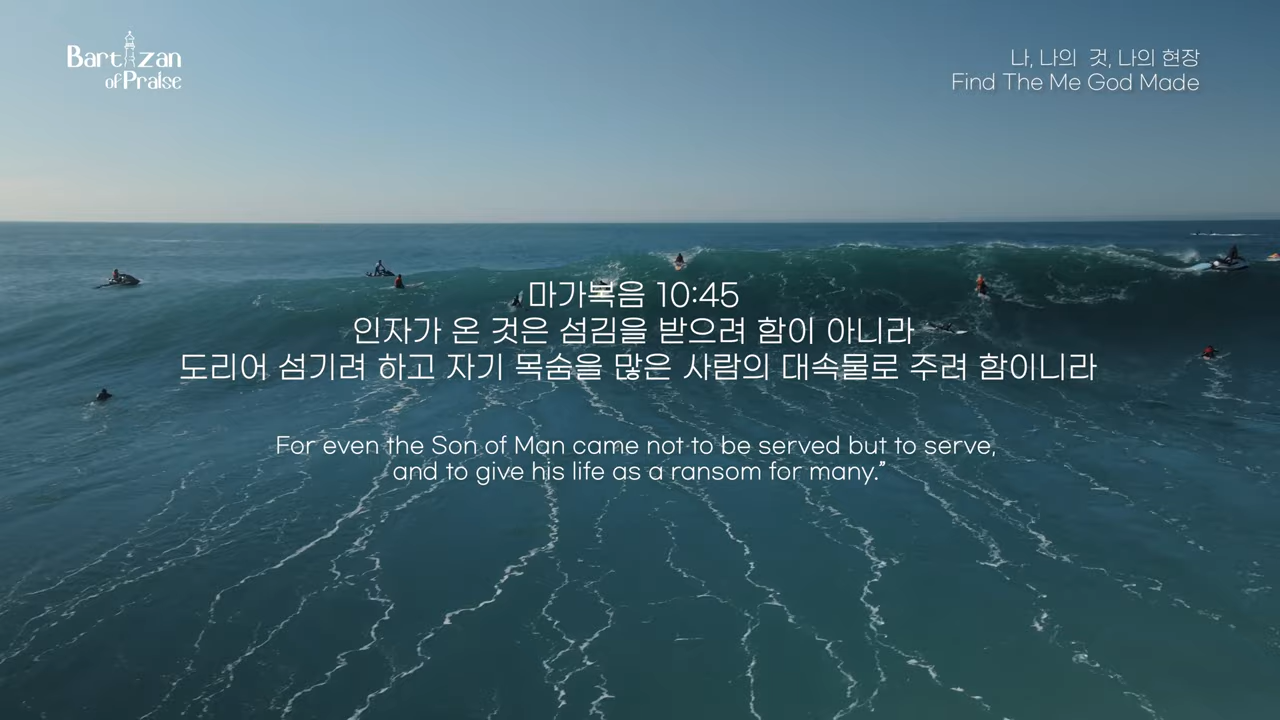 Bartizan
of Praise
나, 나의 것, 나의 현장
Find The Me God Made
마가복음 10:45
인자가 온 것은 섬김을 받으려 함이 아니라
도리어 섬기려 하고 자기 목숨을 많은 사람의 대속물로 주려 함이니라
For even the Son of Man came not to be served but to serve,
and to give his life as a ransom for many.”